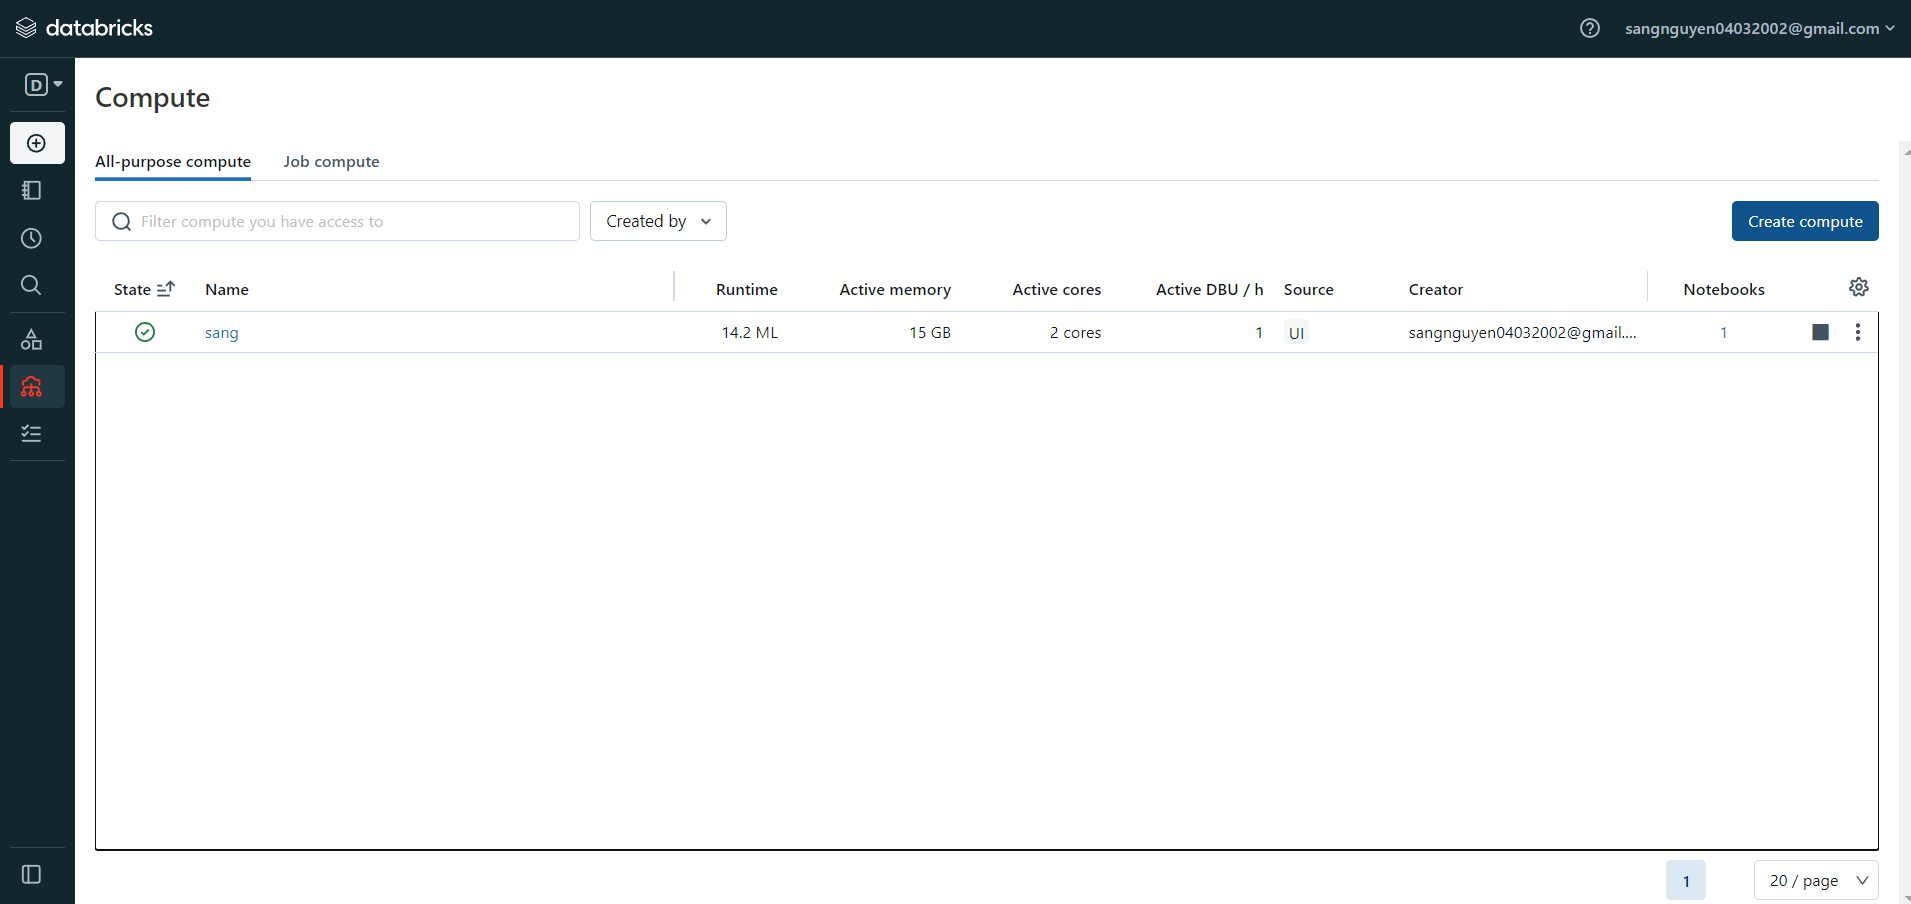 databricks
sangnguyen04032002@gmail.com
D
Compute
All-purpose compute Job compute
Filter compute you have access to Created by Create compute
State Name Runtime Active memory Active cores Active DBU / h Source Creator Notebooks
sang 14.2 ML 15 GB 2 cores 1 UI sangnguyen04032002@gmail.... 1
1 20 / page